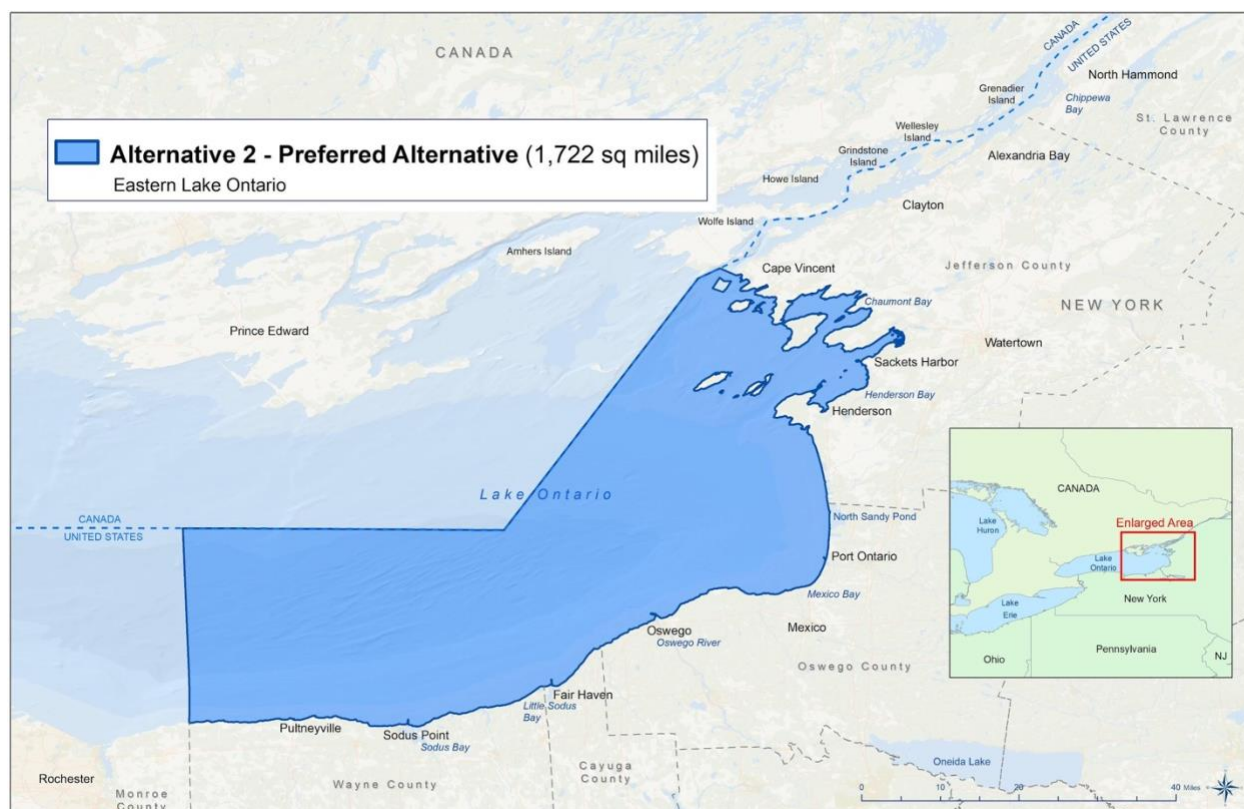 CANADA
CANADA
UNITED STATES
North Hammond
Grenadier
Island
Chippewa
Bay
St. Lawrence
County
Wellesley
Island
Alternative 2 - Preferred Alternative (1,722 sq miles)
Eastern Lake Ontario
Grindstone
Island
Alexandria Bay
Howe Island
Clayton
Wolfe Island
Amhers Island
Cape Vincent
Jefferson County
Chaumont Bay
NEW YORK
Prince Edward
Watertown
Sackets Harbor
Henderson Bay
Henderson
Lake Ontario
CANADA
UNITED STATES
North Sandy Pond
Port Ontario
Mexico Bay
Oswego
Oswego River
Mexico
Oswego County
Fair Haven
Little Sodus
Bay
Pultneyville
Sodus Point
Sodus Bay
Cayuga
County
Wayne County
Rochester
Monroe
County
Oneida Lake
CANADA
Lake
Huron
Enlarged Area
Lake
Ontario
New York
Lake
Erie
Pennsylvania
Ohio
NJ
0 10 20 40 Miles